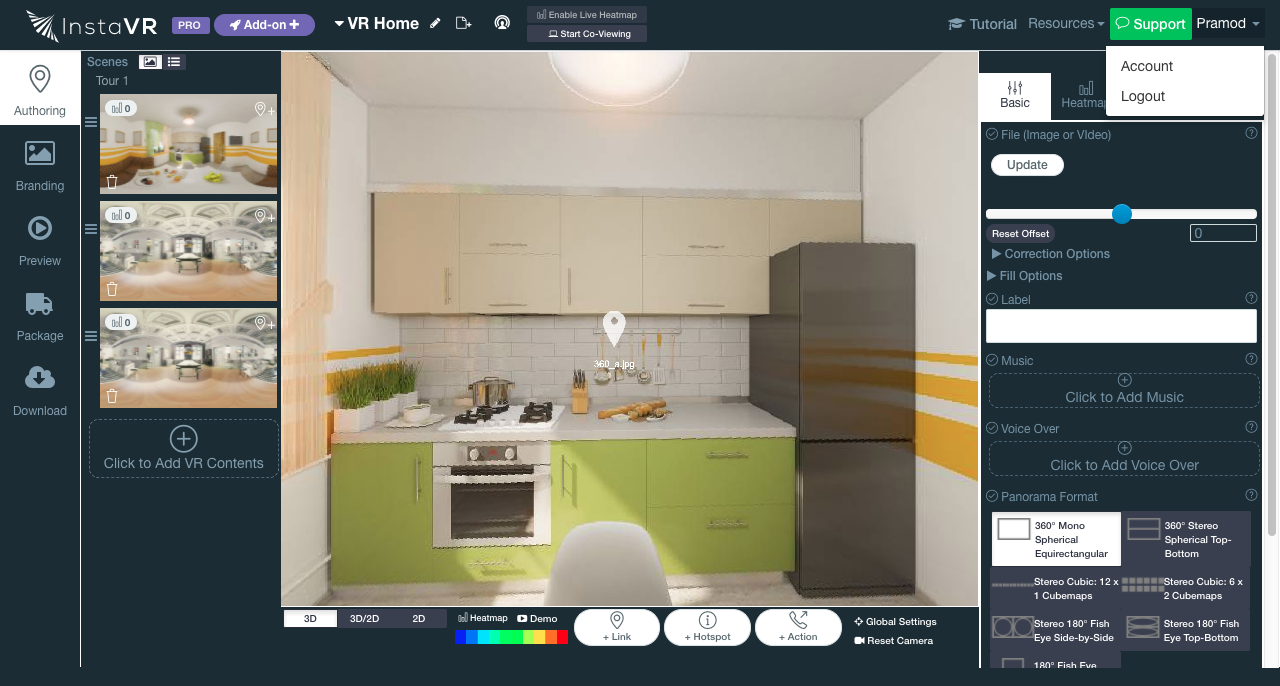 InstaVR
PRO
Add-on
VR Home
Enable Live Heatmap
Start Co-Viewing
Tutorial
Resources
Support
Pramod
Account
Logout
Authoring
Branding
Preview
Package
Download
Scenes
Tour 1
0
0
0
Click to Add VR Contents
360_a.jpg
3D
3D/2D
2D
Heatmap
Demo
+ Link
+ Hotspot
+ Action
Global Settings
Reset Camera
Basic
Heatmap
File (Image or VIdeo)
Update
Reset Offset
0
Correction Options
Fill Options
Label
Music
Click to Add Music
Voice Over
Click to Add Voice Over
Panorama Format
360° Mono
Spherical
Equirectangular
360° Stereo
Spherical Top-
Bottom
Stereo Cubic: 12 x
1 Cubemaps
Stereo Cubic: 6 x
2 Cubemaps
Stereo 180° Fish
Eye Side-by-Side
Stereo 180° Fish
Eye Top-Bottom
180° Fish Eye